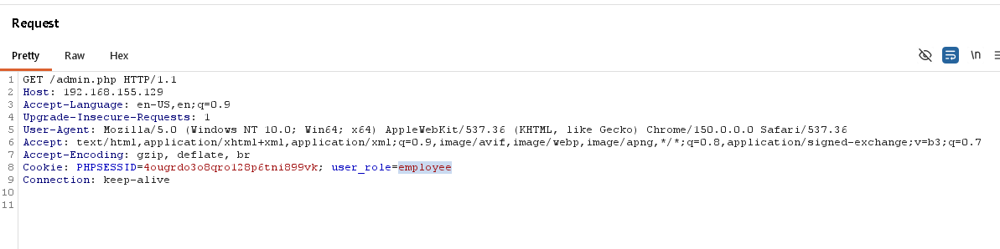 Request
Pretty Raw Hex
\n
1 GET /admin.php HTTP/1.1
2 Host: 192.168.155.129
3 Accept-Language: en-US,en;q=0.9
4 Upgrade-Insecure-Requests: 1
5 User-Agent: Mozilla/5.0 (Windows NT 10.0; Win64; x64) AppleWebKit/537.36 (KHTML, like Gecko) Chrome/150.0.0.0 Safari/537.36
6 Accept: text/html,application/xhtml+xml,application/xml;q=0.9,image/avif,image/webp,image/apng,*/*;q=0.8,application/signed-exchange;v=b3;q=0.7
7 Accept-Encoding: gzip, deflate, br
8 Cookie: PHPSESSID=4ougrdo3o8qro128p6tni899vk; user_role=employee
9 Connection: keep-alive
10
11